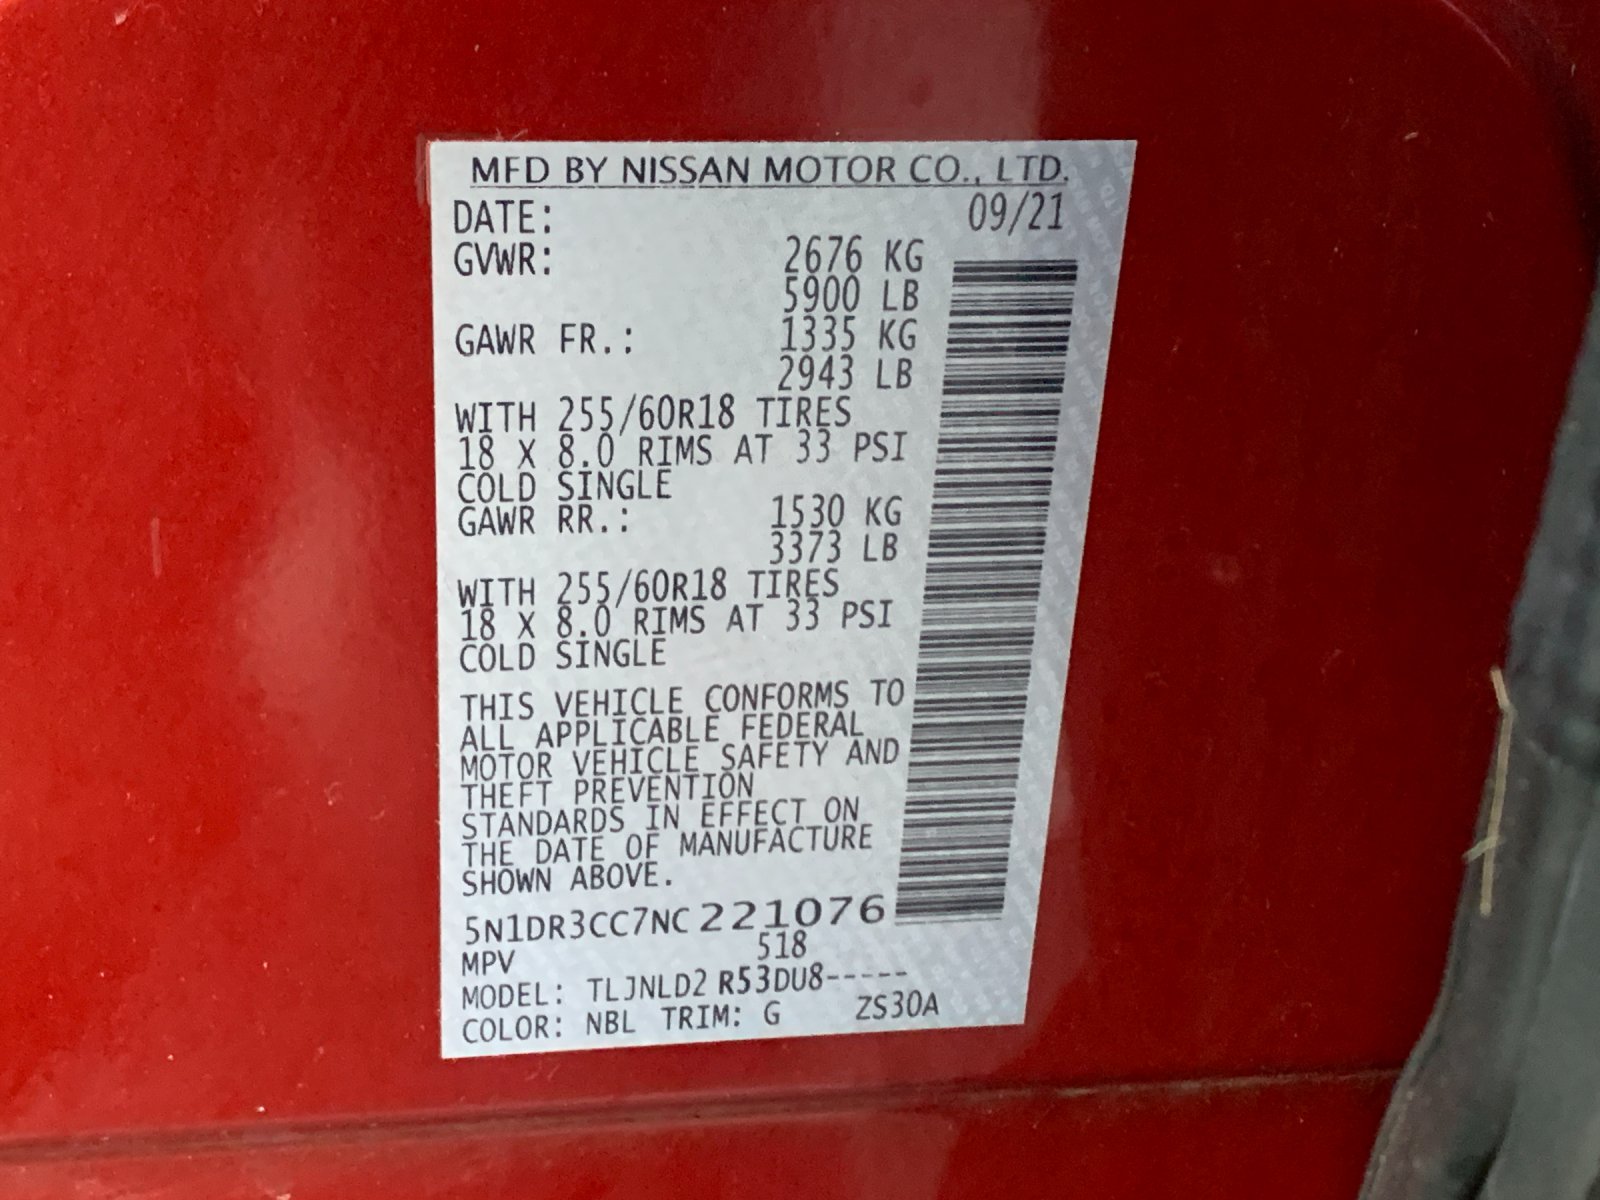 MFD BY NISSAN MOTOR CO., LTD.
DATE: 09/21
GVWR: 2676 KG
5900 LB
GAWR FR.: 1335 KG
2943 LB
WITH 255/60R18 TIRES
18 X 8.0 RIMS AT 33 PSI
COLD SINGLE
GAWR RR.: 1530 KG
3373 LB
WITH 255/60R18 TIRES
18 X 8.0 RIMS AT 33 PSI
COLD SINGLE
THIS VEHICLE CONFORMS TO
ALL APPLICABLE FEDERAL
MOTOR VEHICLE SAFETY AND
THEFT PREVENTION
STANDARDS IN EFFECT ON
THE DATE OF MANUFACTURE
SHOWN ABOVE.
5N1DR3CC7NC221076
MPV 518
MODEL: TLJNLD2 R53DU8-----
COLOR: NBL TRIM: G ZS30A